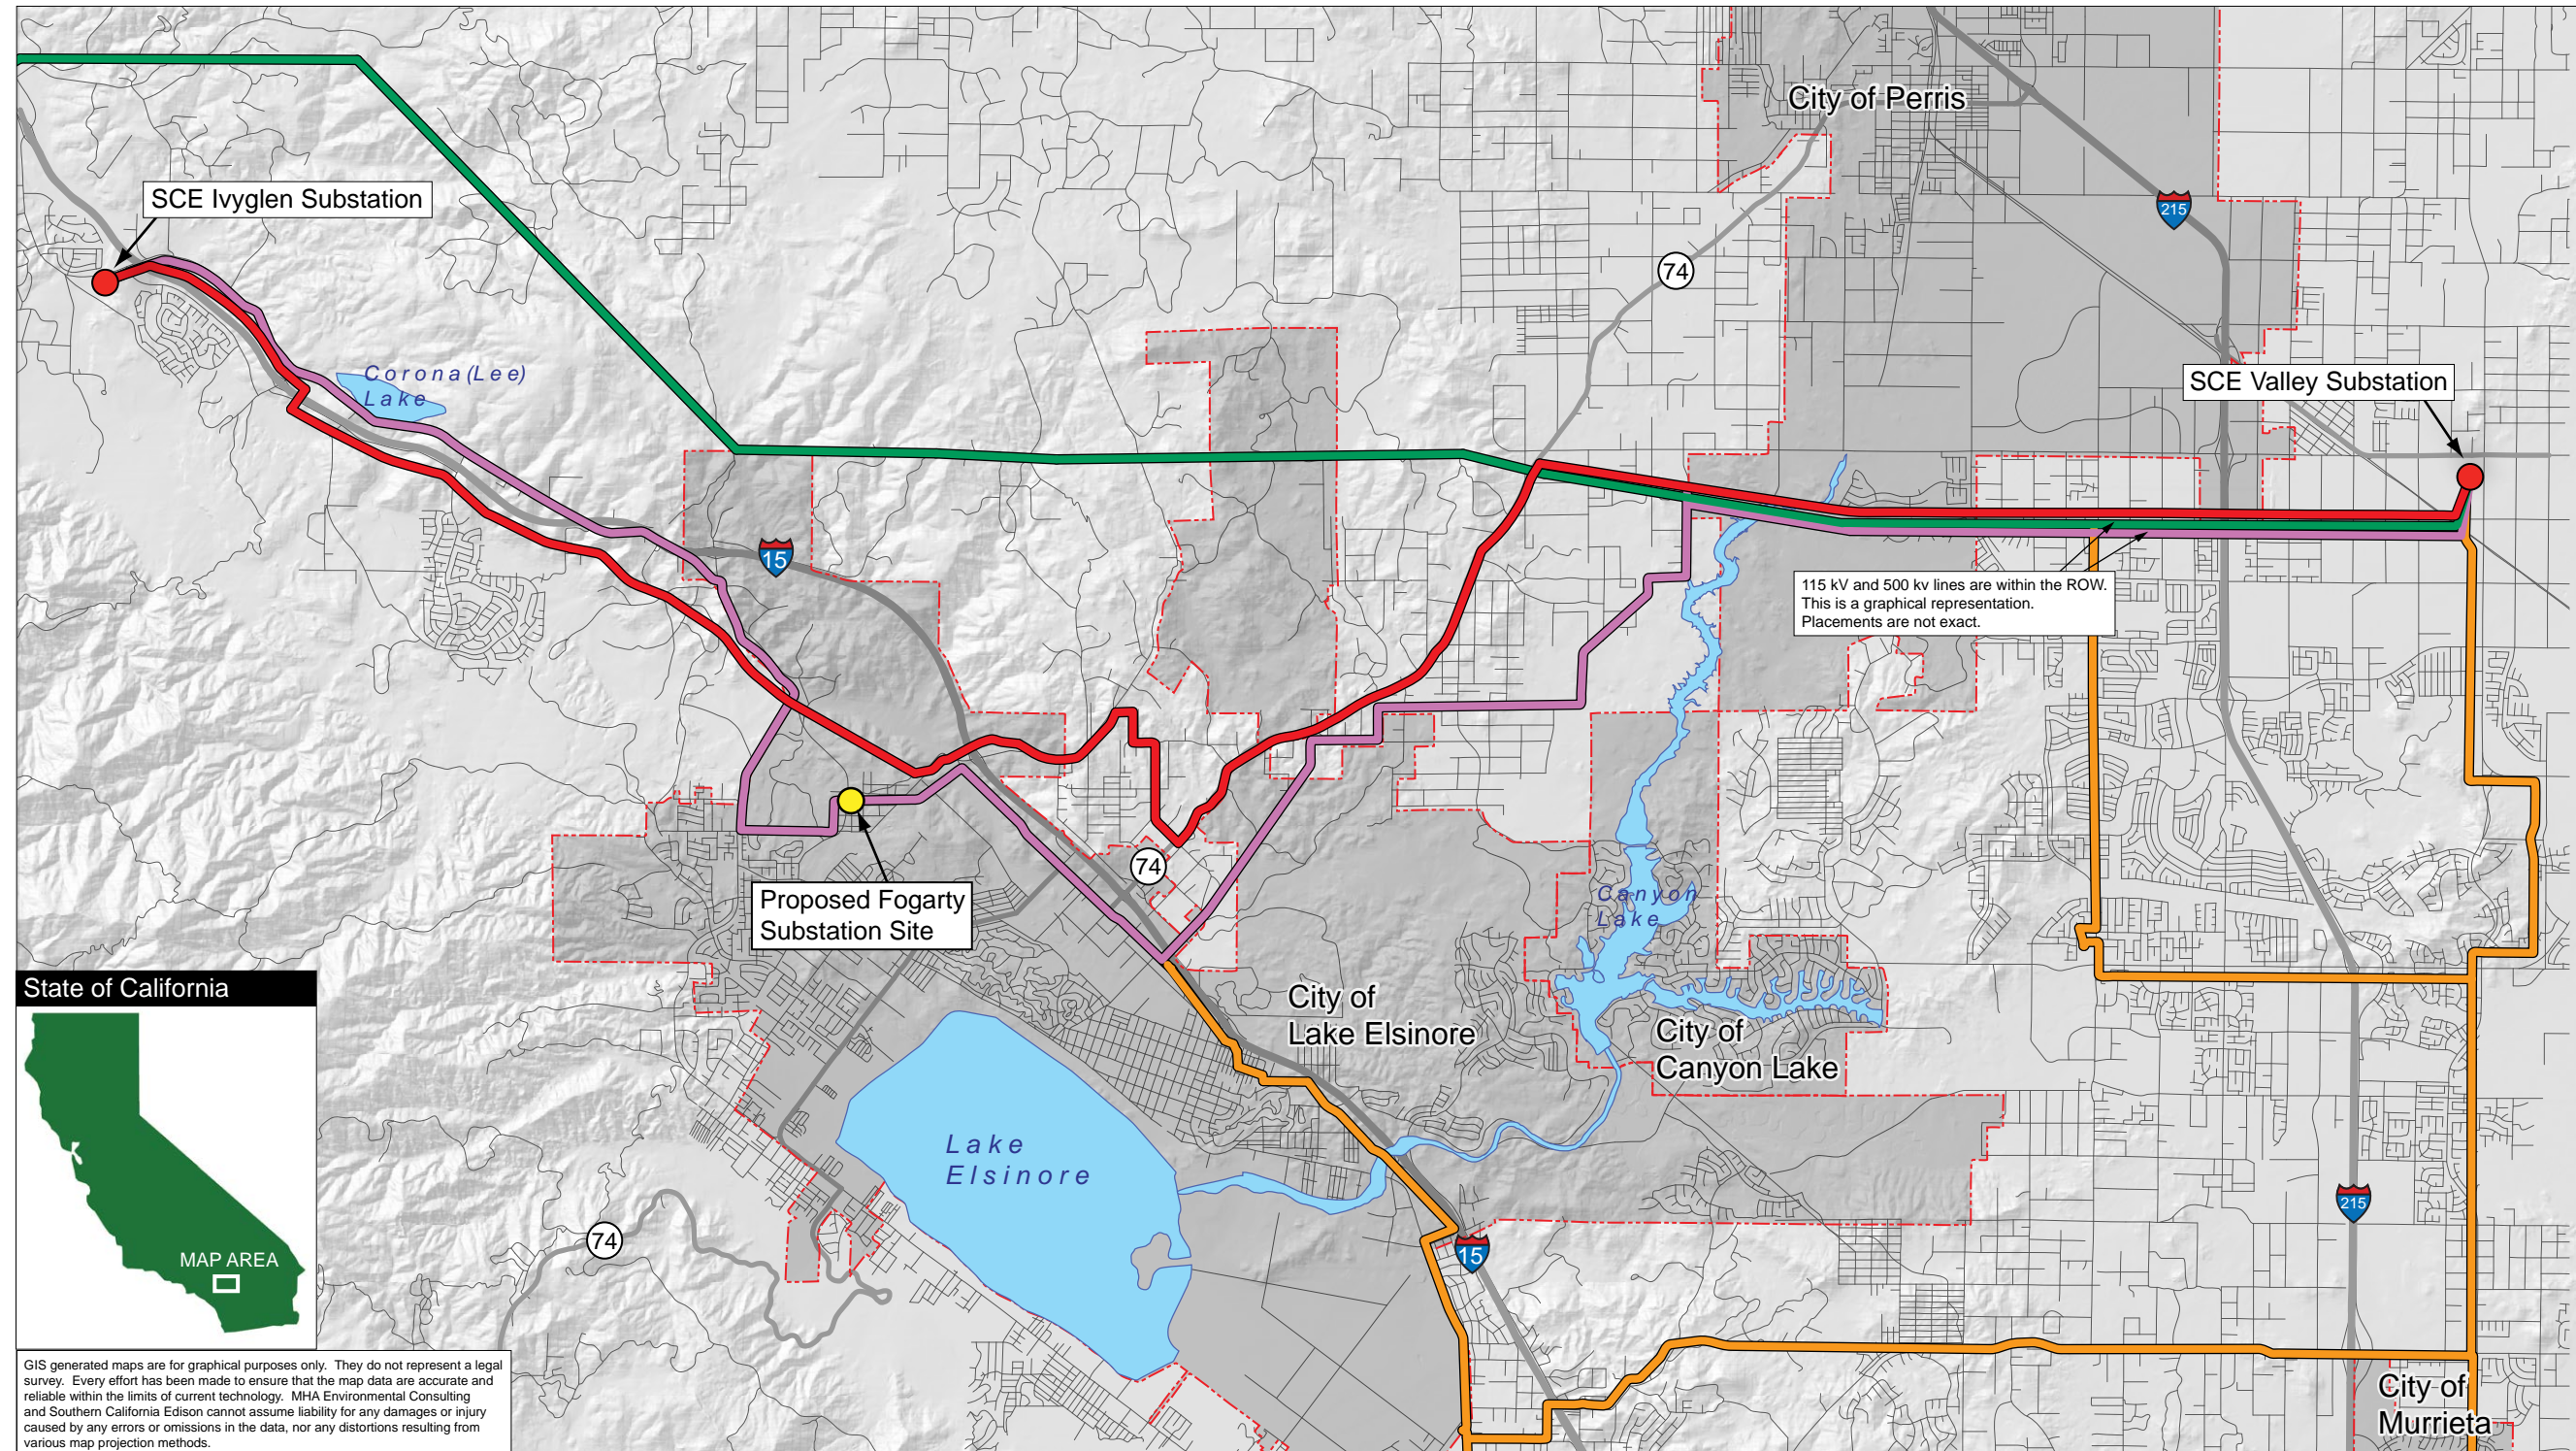 City of Perris
SCE Ivyglen Substation
215
74
Corona (Lee)
Lake
SCE Valley Substation
15
115 kV and 500 kv lines are within the ROW.
This is a graphical representation.
Placements are not exact.
74
Proposed Fogarty
Substation Site
Canyon
Lake
State of California
City of
Lake Elsinore
City of
Canyon Lake
Lake
Elsinore
215
74
15
MAP AREA
GIS generated maps are for graphical purposes only. They do not represent a legal
survey. Every effort has been made to ensure that the map data are accurate and
reliable within the limits of current technology. MHA Environmental Consulting
and Southern California Edison cannot assume liability for any damages or injury
caused by any errors or omissions in the data, nor any distortions resulting from
various map projection methods.
City of
Murrieta